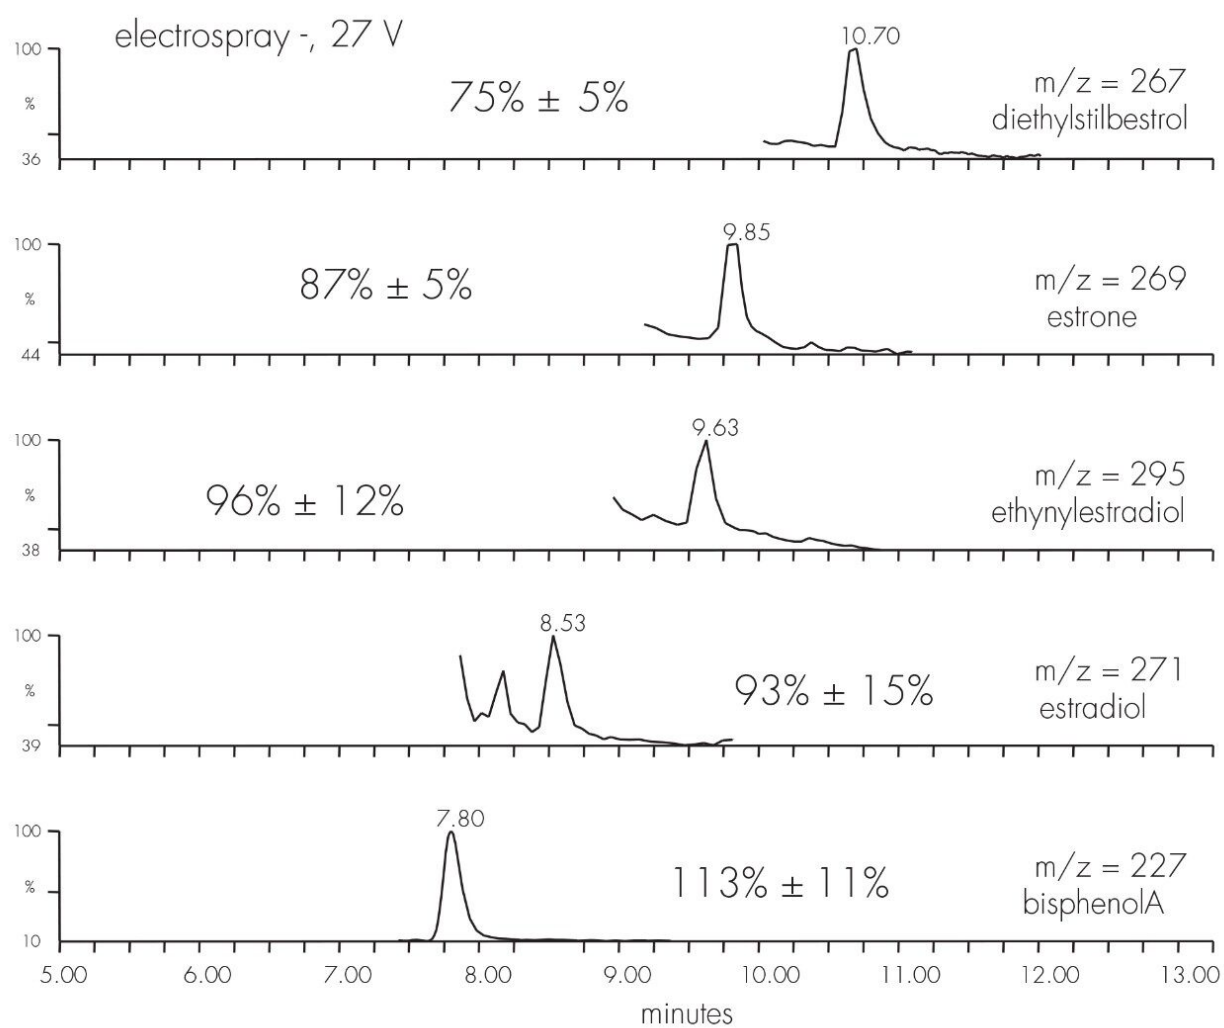 electrospray -, 27 V
10.70
100
75% ± 5%
m/z = 267
diethylstilbestrol
%
36
9.85
100
87% ± 5%
m/z = 269
estrone
%
44
9.63
100
96% ± 12%
m/z = 295
ethynylestradiol
%
38
8.53
100
93% ± 15%
m/z = 271
estradiol
%
39
7.80
100
113% ± 11%
m/z = 227
bisphenolA
%
10
5.00 6.00 7.00 8.00 9.00 10.00 11.00 12.00 13.00
minutes